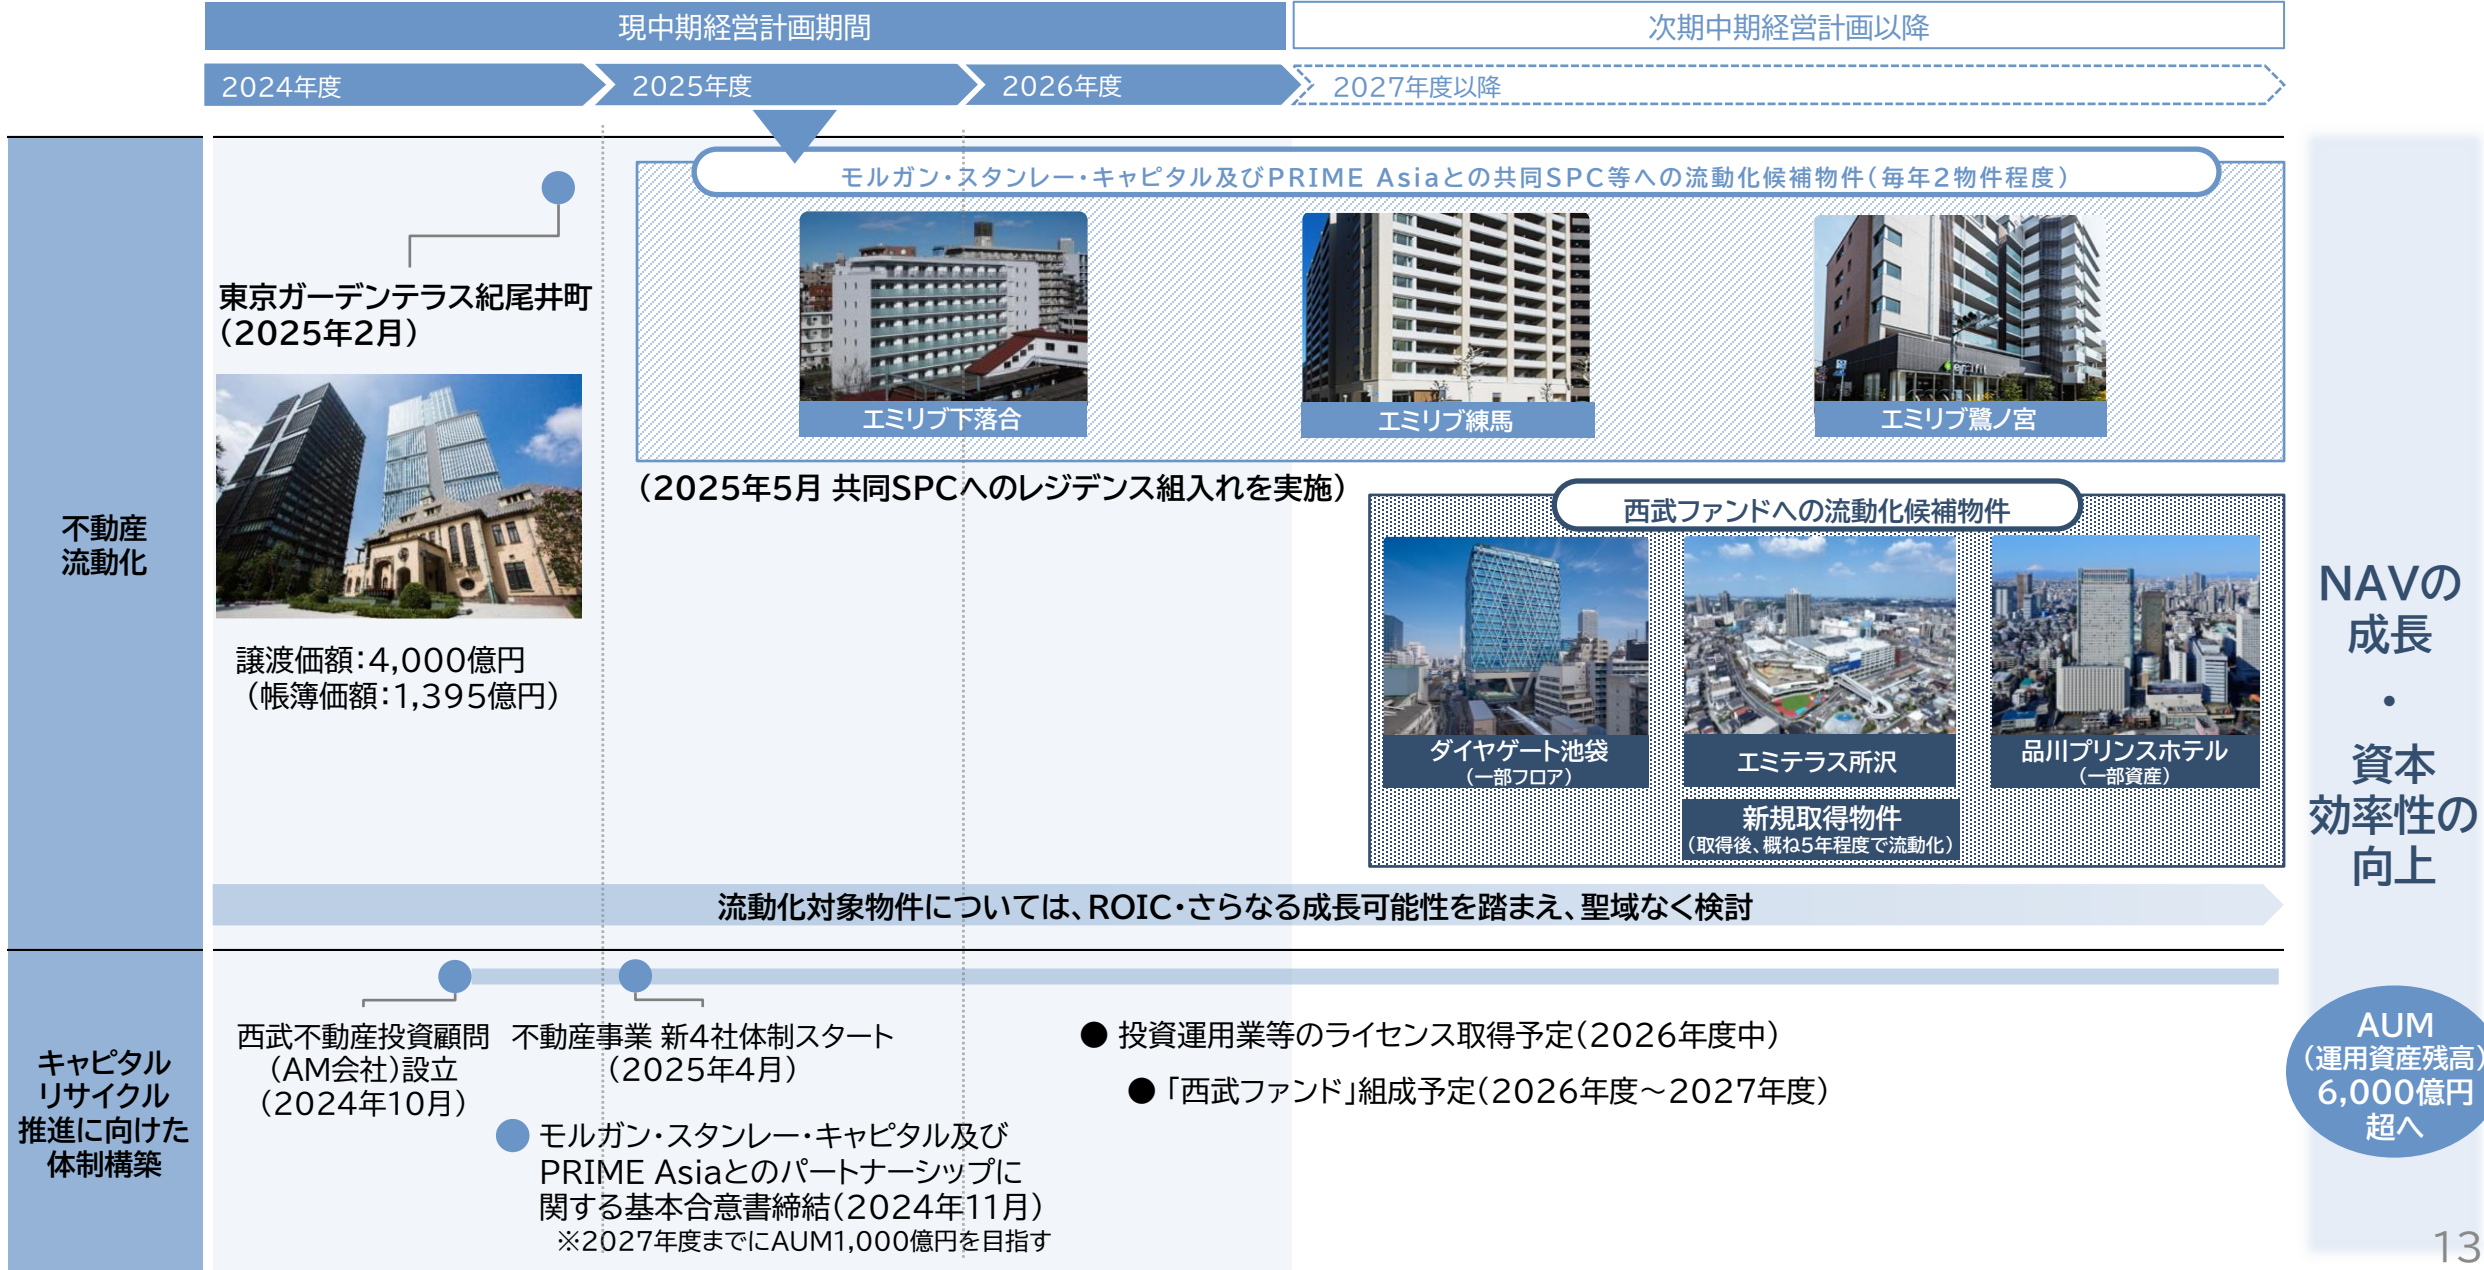 現中期経営計画期間
次期中期経営計画以降
2024年度
2025年度
2026年度
2027年度以降
不動産
流動化
東京ガーデンテラス紀尾井町
（2025年2月）
譲渡価額：4,000億円
（帳簿価額：1,395億円）
モルガン・スタンレー・キャピタル及びPRIME Asiaとの共同SPC等への流動化候補物件（毎年2物件程度）
emifit
エミリブ下落合
エミリブ練馬
エミリブ鷺ノ宮
（2025年5月 共同SPCへのレジデンス組入れを実施）
西武ファンドへの流動化候補物件
ダイヤゲート池袋
（一部フロア）
エミテラス所沢
品川プリンスホテル
（一部資産）
新規取得物件
（取得後、概ね5年程度で流動化）
流動化対象物件については、ROIC・さらなる成長可能性を踏まえ、聖域なく検討
キャピタル
リサイクル
推進に向けた
体制構築
西武不動産投資顧問
（AM会社）設立
（2024年10月）
不動産事業 新4社体制スタート
（2025年4月）
モルガン・スタンレー・キャピタル及び
PRIME Asiaとのパートナーシップに
関する基本合意書締結（2024年11月）
※2027年度までにAUM1,000億円を目指す
● 投資運用業等のライセンス取得予定（2026年度中）
● 「西武ファンド」組成予定（2026年度～2027年度）
NAVの
成長
・
資本
効率性の
向上
AUM
（運用資産残高）
6,000億円
超へ
13